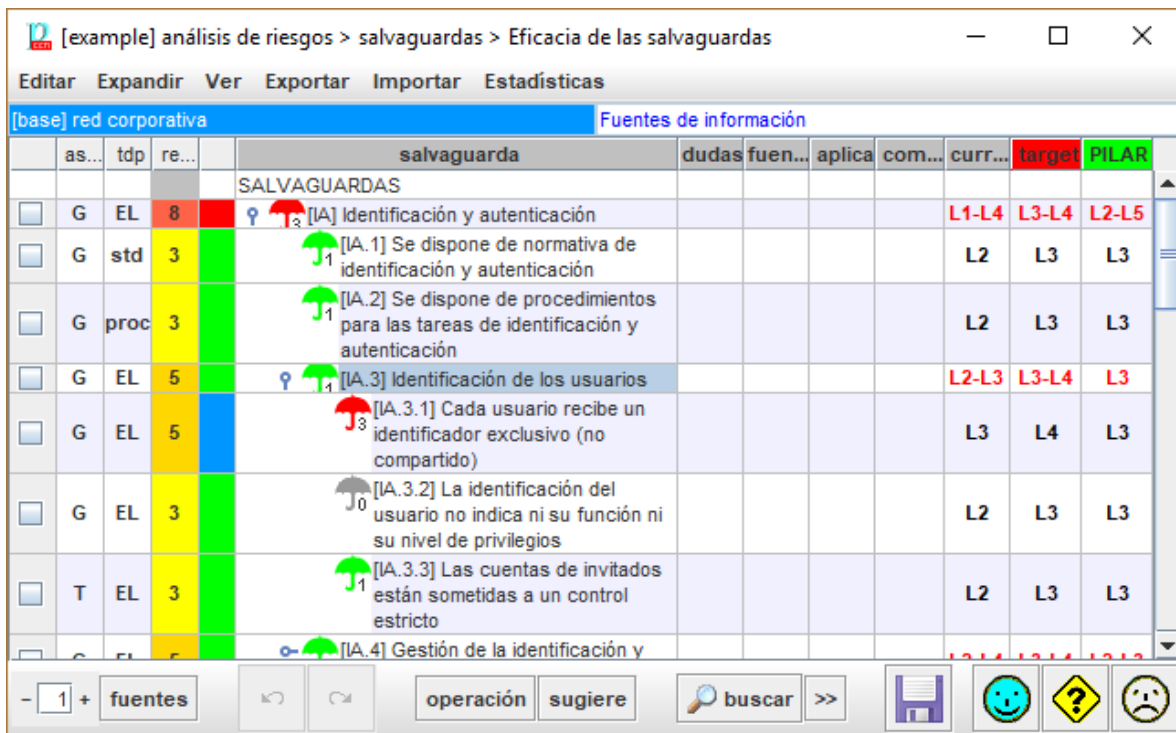 [example] análisis de riesgos > salvaguardas > Eficacia de las salvaguardas
Editar Expandir Ver Exportar Importar Estadísticas
[base] red corporativa Fuentes de información
as... tdp re... salvaguarda dudas fuen... aplica com... curr... target PILAR
SALVAGUARDAS
G EL 8 3 [IA] Identificación y autenticación L1-L4 L3-L4 L2-L5
G std 3 1 [IA.1] Se dispone de normativa de
identificación y autenticación L2 L3 L3
G proc 3 1 [IA.2] Se dispone de procedimientos
para las tareas de identificación y
autenticación L2 L3 L3
G EL 5 1 [IA.3] Identificación de los usuarios L2-L3 L3-L4 L3
G EL 5 3 [IA.3.1] Cada usuario recibe un
identificador exclusivo (no
compartido) L3 L4 L3
G EL 3 0 [IA.3.2] La identificación del
usuario no indica ni su función ni
su nivel de privilegios L2 L3 L3
T EL 3 1 [IA.3.3] Las cuentas de invitados
están sometidas a un control
estricto L2 L3 L3
[IA.4] Gestión de la identificación y
- 1 + fuentes operación sugiere buscar >> ?